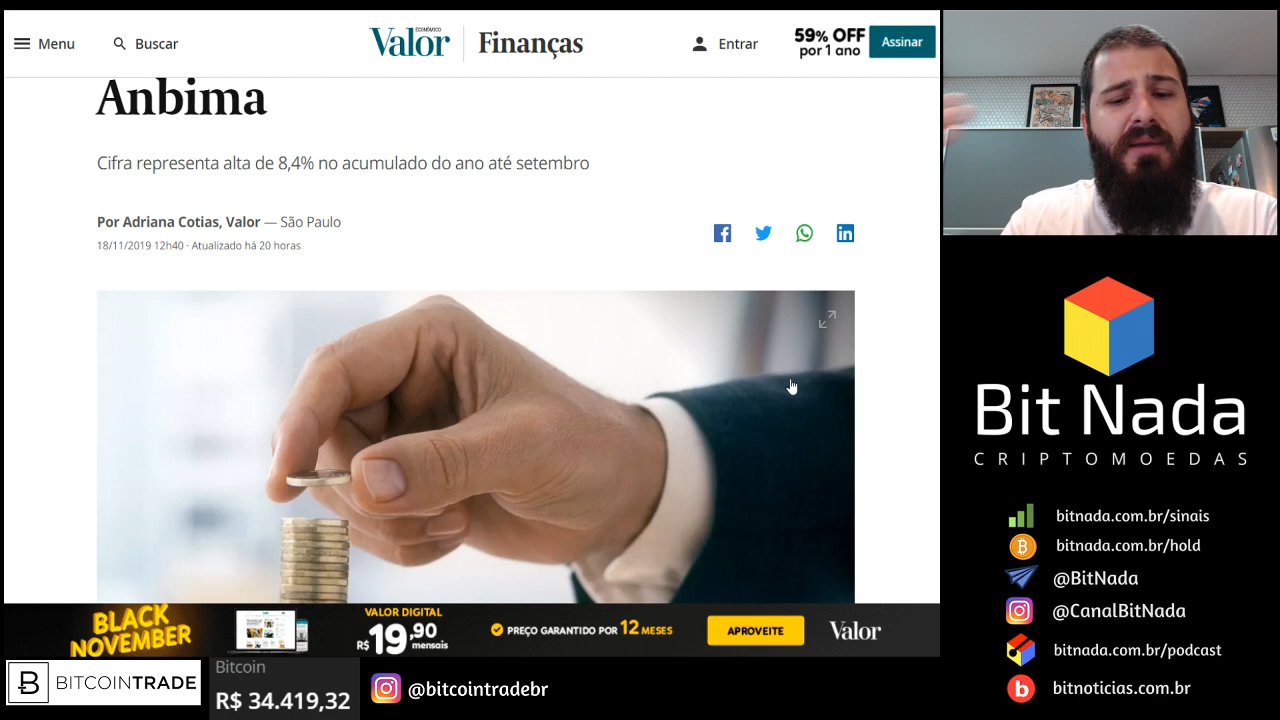 Menu
Buscar
Valor ECONÔMICO
Finanças
Entrar
59% OFF
por 1 ano
Assinar
Anbima
Cifra representa alta de 8,4% no acumulado do ano até setembro
Por Adriana Cotias, Valor — São Paulo
18/11/2019 12h40 · Atualizado há 20 horas
BLACK
NOVEMBER
VALOR DIGITAL
R$ 19,90
mensais
PREÇO GARANTIDO POR 12 MESES
APROVEITE
Valor
BITCOINTRADE
Bitcoin
R$ 34.419,32
@bitcointradebr
Bit Nada
CRIPTOMOEDAS
bitnada.com.br/sinais
bitnada.com.br/hold
@BitNada
@CanalBitNada
bitnada.com.br/podcast
bitnoticias.com.br